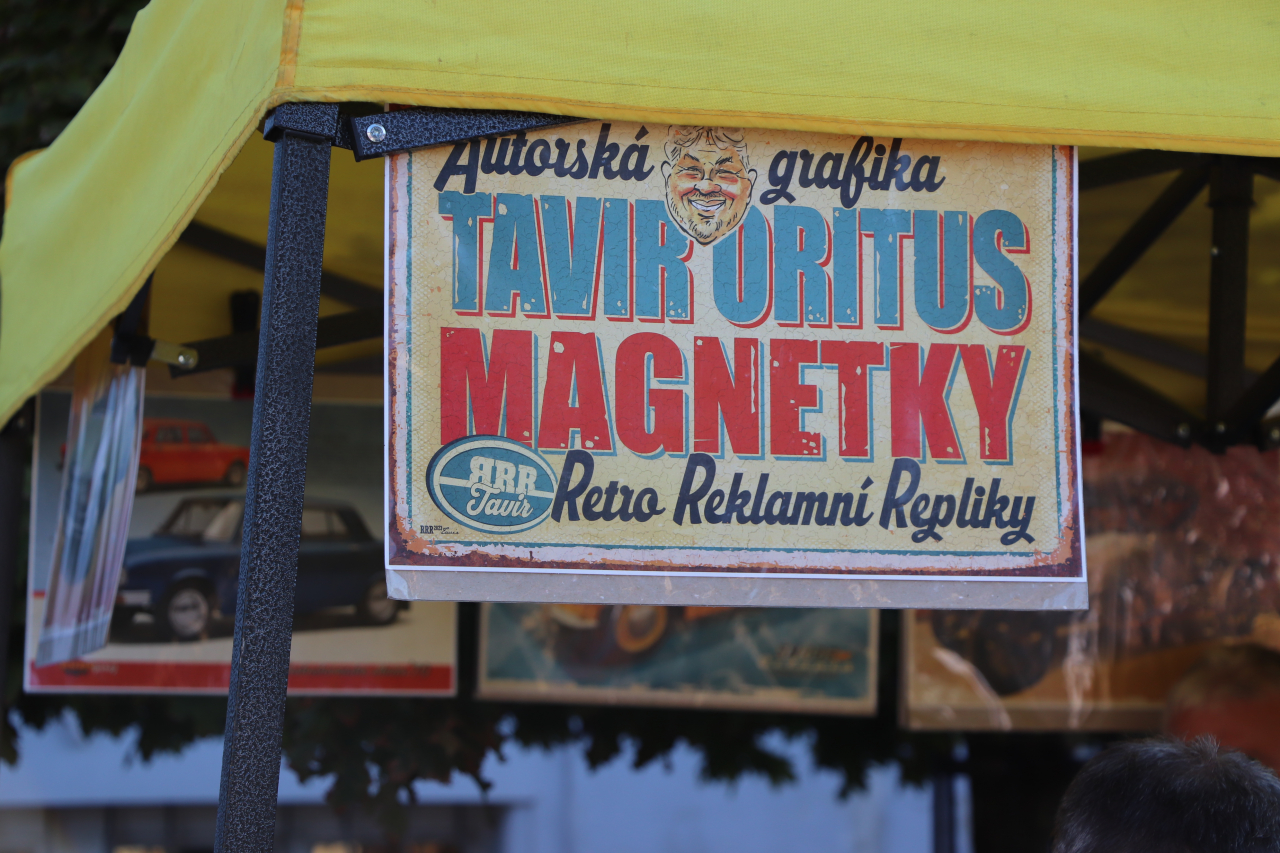 Autorská grafika
TAVIR ORITUS
MAGNETKY
RRR
Tavir
Retro Reklamní Repliky